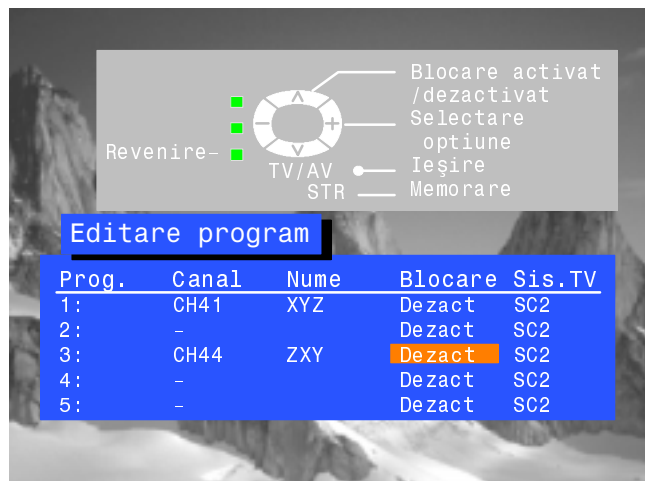 Blocare activat
/dezactivat
Selectare
optiune
Revenire-
TV/AV
Ieşire
STR
Memorare
Editare program
Prog. Canal Nume Blocare Sis.TV
1: CH41 XYZ Dezact SC2
2: - Dezact SC2
3: CH44 ZXY Dezact SC2
4: - Dezact SC2
5: - Dezact SC2